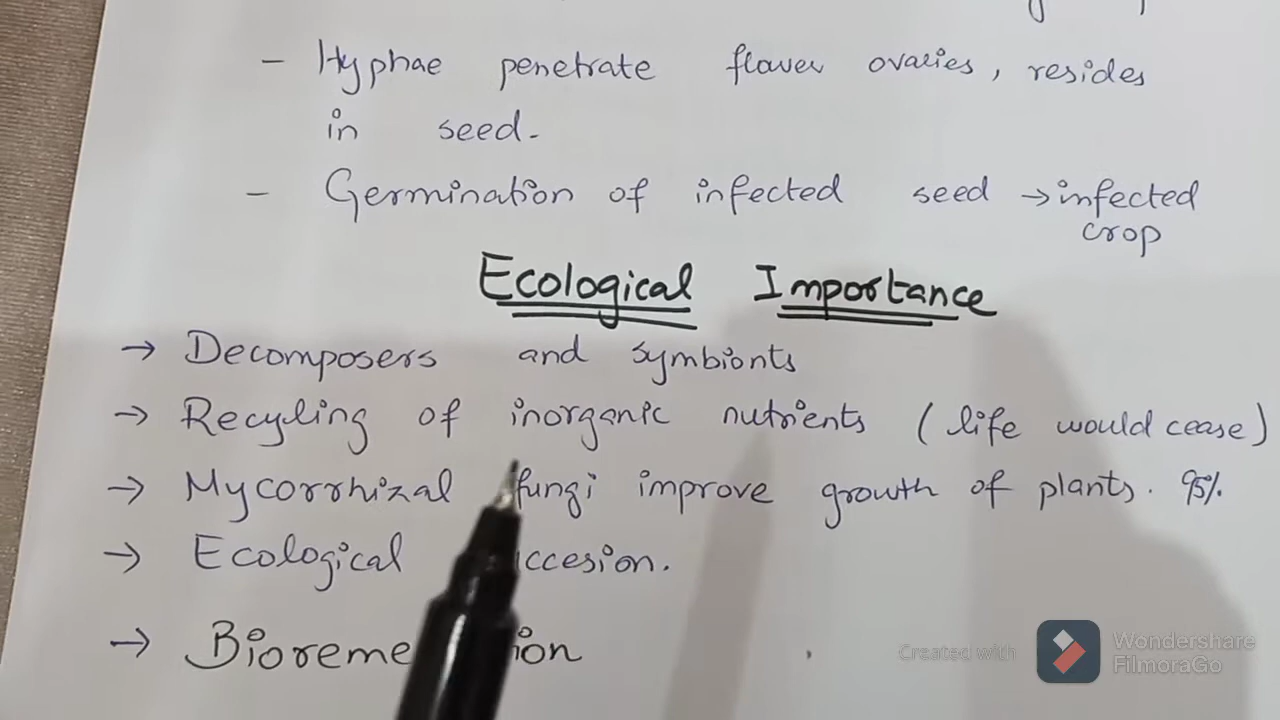 - Hyphae penetrate flower ovaries, resides
in seed.
- Germination of infected seed → infected
crop
Ecological Importance
→ Decomposers and symbionts
→ Recyling of inorganic nutrients (life would cease)
→ Mycorrhizal fungi improve growth of plants. 95%
→ Ecological ccesion.
→ Bioreme ion
Created with Wondershare
FilmoraGo